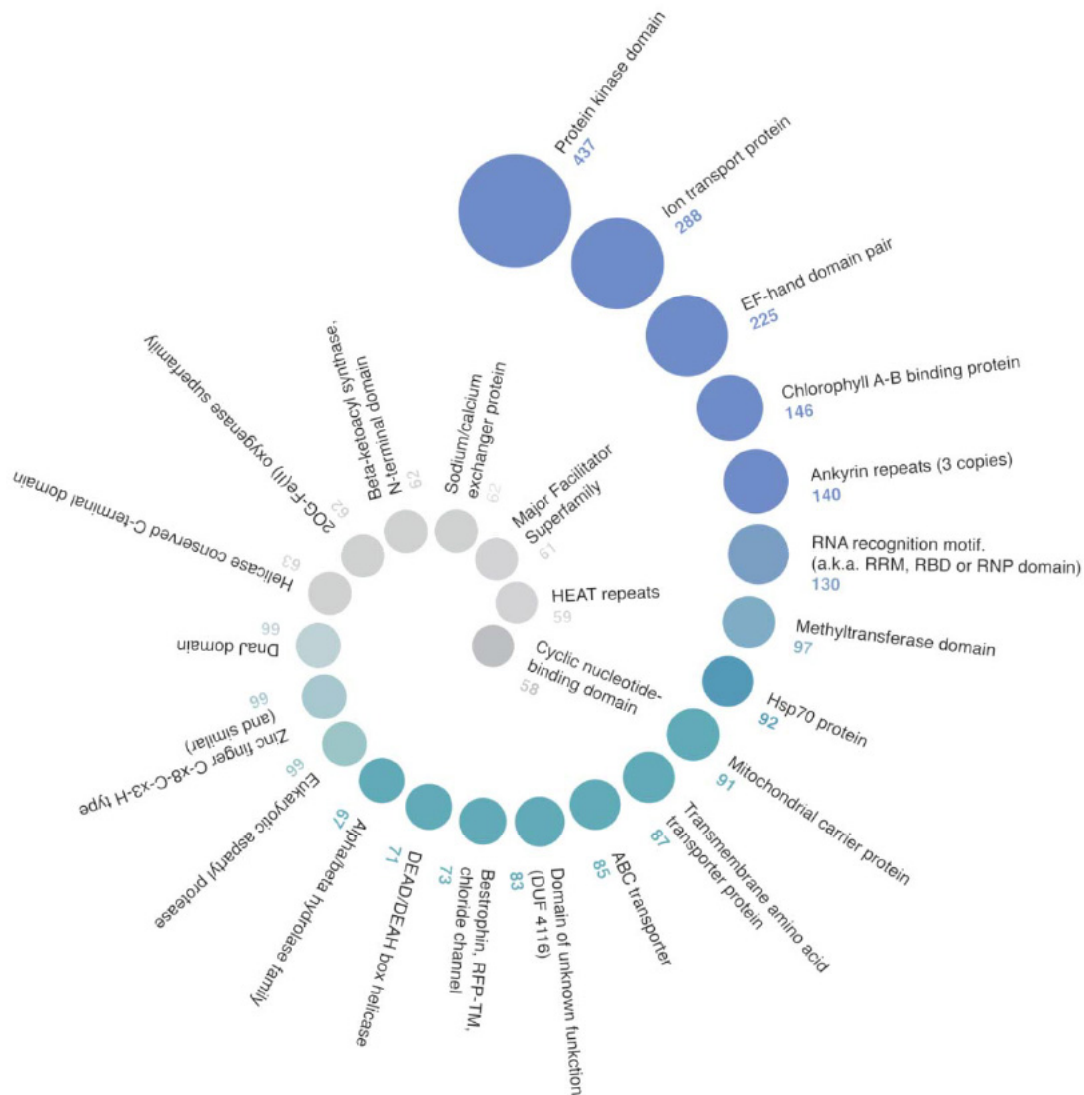 Protein kinase domain
437
Ion transport protein
288
EF-hand domain pair
225
Chlorophyll A-B binding protein
146
Ankyrin repeats (3 copies)
140
RNA recognition motif.
(a.k.a. RRM, RBD or RNP domain)
130
Methyltransferase domain
97
Hsp70 protein
92
Mitochondrial carrier protein
91
Transmembrane amino acid
transporter protein
87
ABC transporter
85
Domain of unknown funkction
(DUF 4116)
83
Bestrophin, RFP-TM,
chloride channel
73
DEAD/DEAH box helicase
71
Alpha/beta hydrolase family
67
Eukaryotic aspartyl protease
66
Zinc finger C-x8-C-x3-H type
(and similar)
66
DnaJ domain
66
Helicase conserved C-terminal domain
63
2OG-Fe(II) oxygenase superfamily
62
Beta-ketoacyl synthase,
N-terminal domain
62
Sodium/calcium
exchanger protein
62
Major Facilitator
Superfamily
61
HEAT repeats
59
Cyclic nucleotide-
binding domain
58